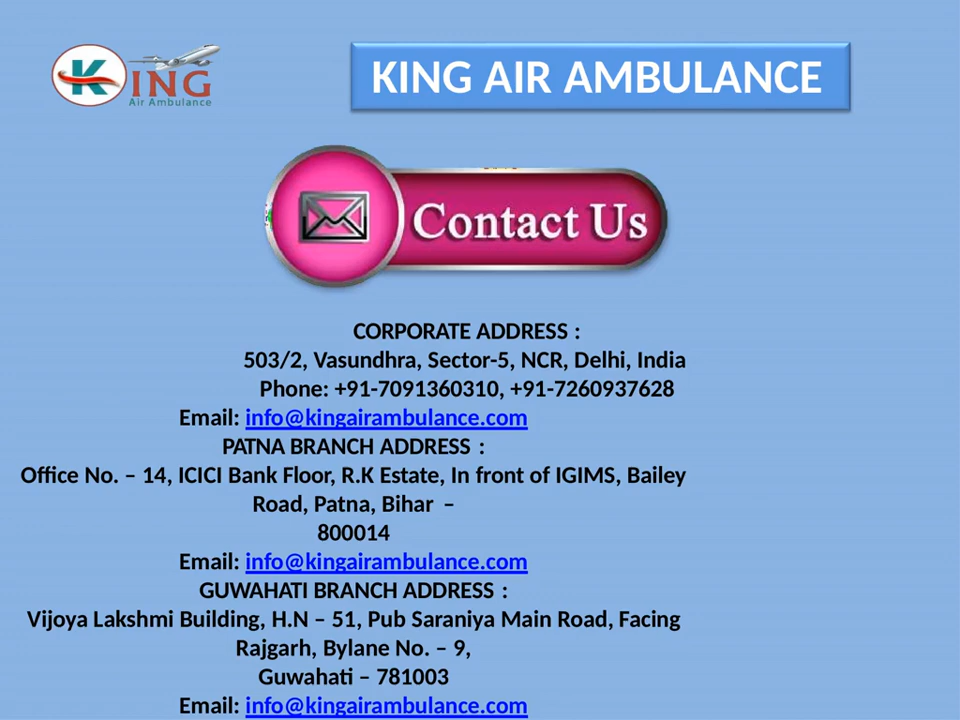 KING
Air Ambulance
KING AIR AMBULANCE
Contact Us
CORPORATE ADDRESS :
503/2, Vasundhra, Sector-5, NCR, Delhi, India
Phone: +91-7091360310, +91-7260937628
Email: info@kingairambulance.com
PATNA BRANCH ADDRESS :
Office No. – 14, ICICI Bank Floor, R.K Estate, In front of IGIMS, Bailey
Road, Patna, Bihar –
800014
Email: info@kingairambulance.com
GUWAHATI BRANCH ADDRESS :
Vijoya Lakshmi Building, H.N – 51, Pub Saraniya Main Road, Facing
Rajgarh, Bylane No. – 9,
Guwahati – 781003
Email: info@kingairambulance.com